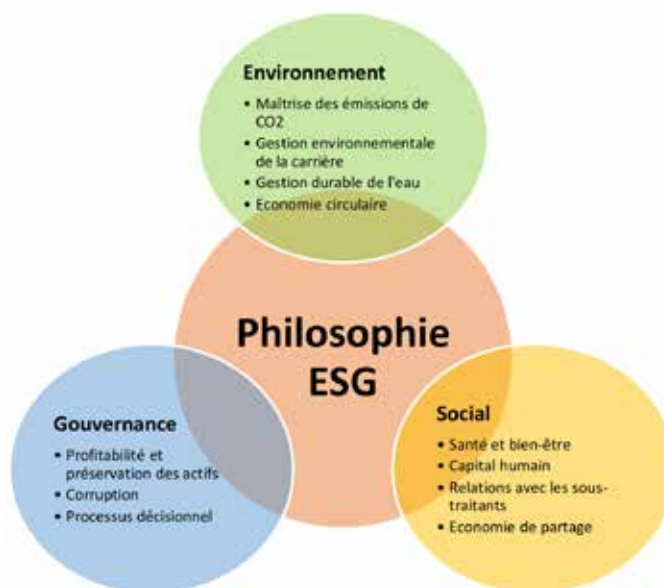 Environnement
• Maîtrise des émissions de
CO2
• Gestion environnementale
de la carrière
• Gestion durable de l'eau
• Economie circulaire
Philosophie
ESG
Gouvernance
• Profitabilité et
préservation des actifs
• Corruption
• Processus décisionnel
Social
• Santé et bien-être
• Capital humain
• Relations avec les sous-
traitants
• Economie de partage